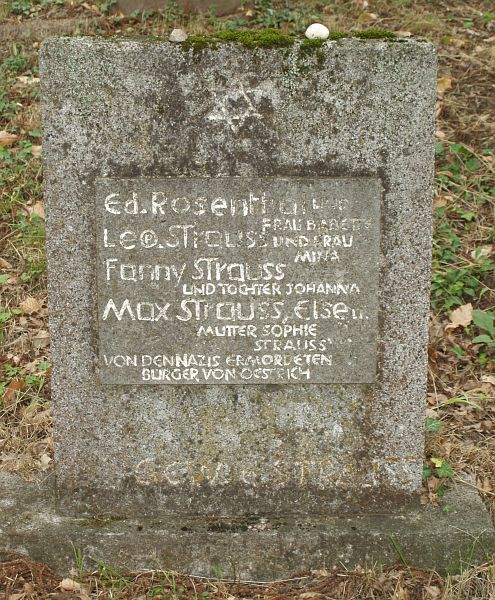 Ed. Rosenthal und
FRAU BABETTE
Leo. Strauss UND FRAU
MINA
Fanny Strauss
UND TOCHTER JOHANNA
Max Strauss, Else u.
MUTTER SOPHIE
STRAUSS
VON DEN NAZIS ERMORDETEN
BÜRGER VON OESTRICH
STRAUSS